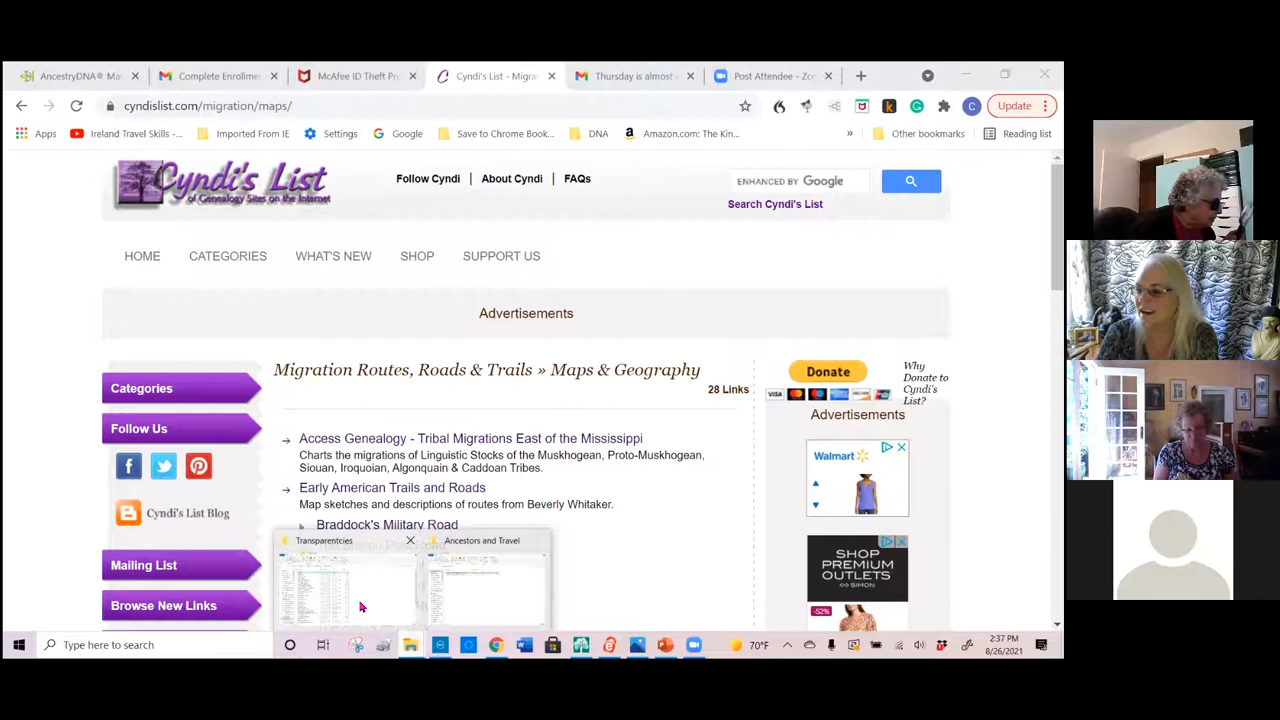 AncestryDNA® Ma
Complete Enrollme
McAfee ID Theft Pr
Cyndi's List - Migra
Thursday is almost
Post Attendee - Zo
cyndislist.com/migration/maps/
C
Update
Apps
Ireland Travel Skills -...
Imported From IE
Settings
Google
Save to Chrome Book...
DNA
Amazon.com: The Kin...
»
Other bookmarks
Reading list
Cyndi's List
of Genealogy Sites on the Internet
Follow Cyndi | About Cyndi | FAQs
ENHANCED BY Google
Search Cyndi's List
HOME CATEGORIES WHAT'S NEW SHOP SUPPORT US
Advertisements
Categories
Follow Us
Cyndi's List Blog
Mailing List
Browse New Links
Migration Routes, Roads & Trails » Maps & Geography
28 Links
Access Genealogy - Tribal Migrations East of the Mississippi
Charts the migrations of Linguistic Stocks of the Muskhogean, Proto-Muskhogean,
Siouan, Iroquoian, Algonquain & Caddoan Tribes.
Early American Trails and Roads
Map sketches and descriptions of routes from Beverly Whitaker.
Braddock's Military Road
Transparentcies
Ancestors and Travel
Donate
VISA
Why
Donate to
Cyndi's
List?
Advertisements
Walmart
SHOP
PREMIUM
OUTLETS
SIMON
-52%
Type here to search
70°F
2:37 PM
8/26/2021